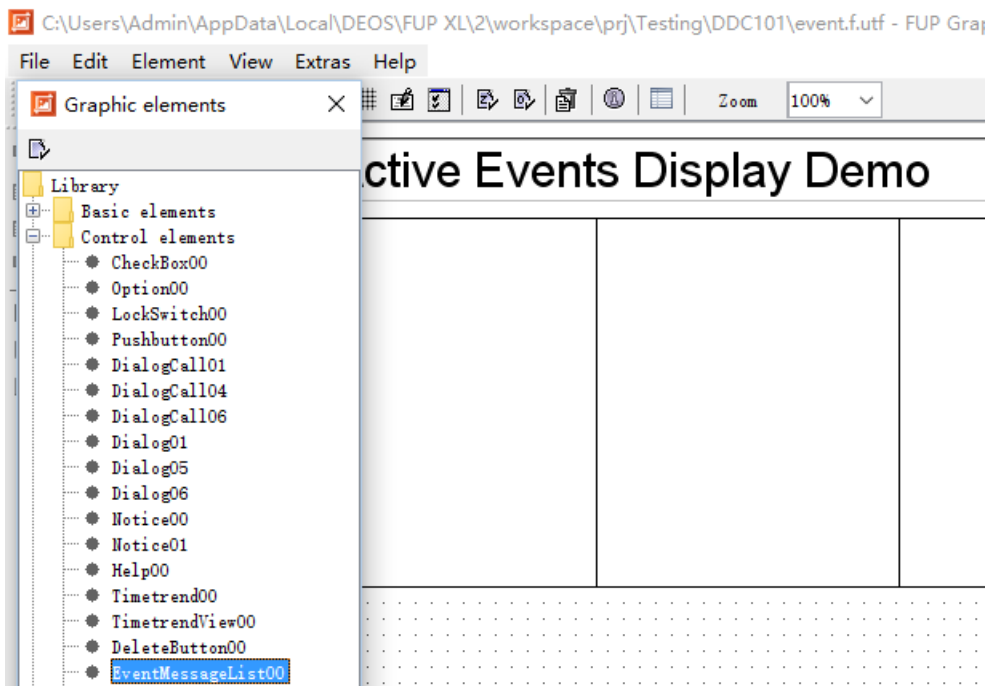 C:\Users\Admin\AppData\Local\DEOS\FUP XL\2\workspace\prj\Testing\DDC101\event.f.utf - FUP Gra
File Edit Element View Extras Help
Graphic elements
Zoom 100%
ctive Events Display Demo
Library
Basic elements
Control elements
CheckBox00
Option00
LockSwitch00
Pushbutton00
DialogCall01
DialogCall04
DialogCall06
Dialog01
Dialog05
Dialog06
Notice00
Notice01
Help00
Timetrend00
TimetrendView00
DeleteButton00
EventMessageList00